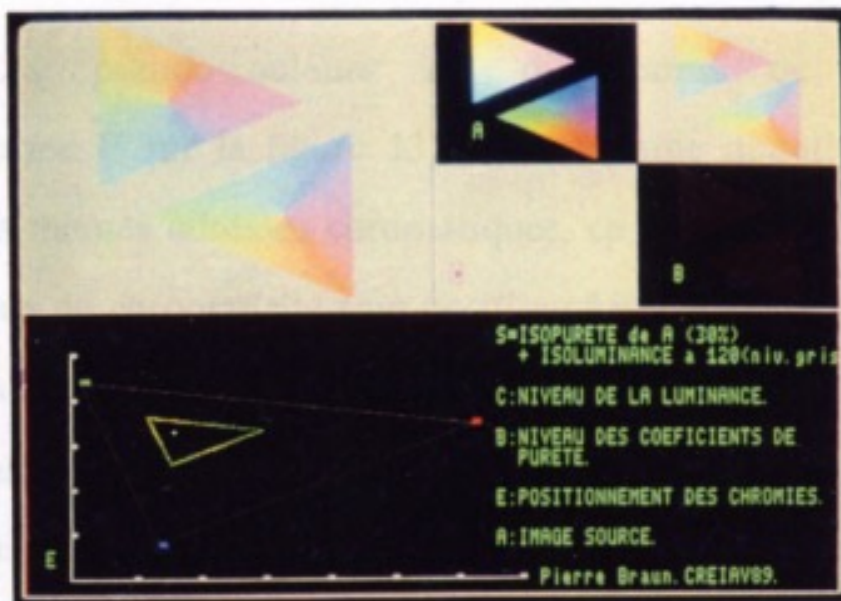 A
B
S=ISOPURETE de A (30%)
+ ISOLUMINANCE a 120(niv.gris
C:NIVEAU DE LA LUMINANCE.
B:NIVEAU DES COEFICIENTS DE
PURETE.
E:POSITIONNEMENT DES CHROMIES.
A:IMAGE SOURCE.
E
Pierre Braun. CREIAV89.